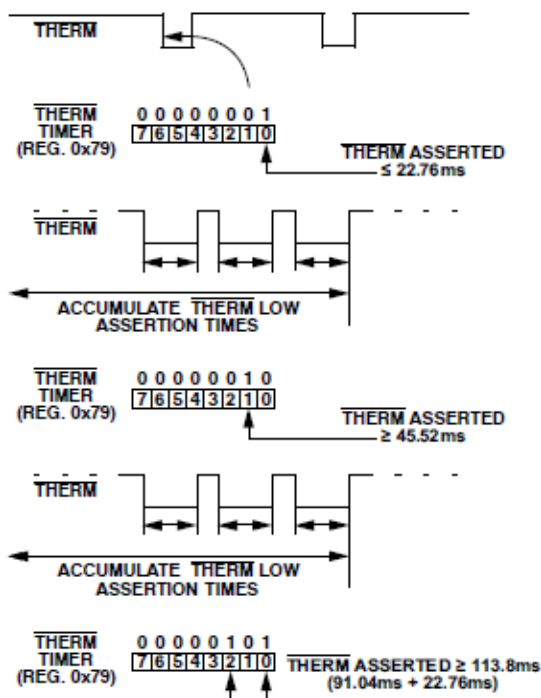 THERM
THERM
TIMER
(REG. 0x79)
0 0 0 0 0 0 0 1
7 6 5 4 3 2 1 0
THERM ASSERTED
≤ 22.76ms
THERM
ACCUMULATE THERM LOW
ASSERTION TIMES
THERM
TIMER
(REG. 0x79)
0 0 0 0 0 0 1 0
7 6 5 4 3 2 1 0
THERM ASSERTED
≥ 45.52ms
THERM
ACCUMULATE THERM LOW
ASSERTION TIMES
THERM
TIMER
(REG. 0x79)
0 0 0 0 0 1 0 1
7 6 5 4 3 2 1 0
THERM ASSERTED ≥ 113.8ms
(91.04ms + 22.76ms)